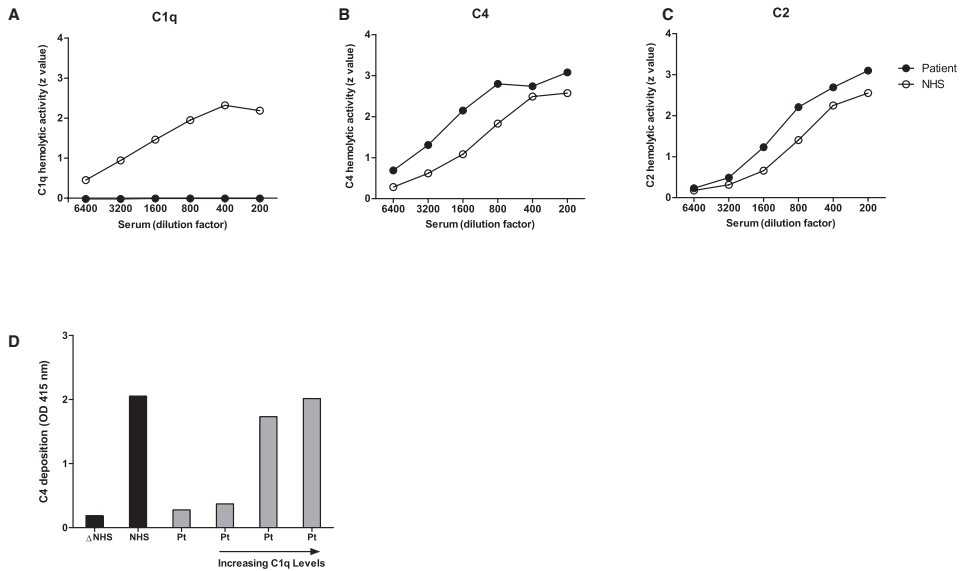 A
C1q
C1q hemolytic activity (z value)
4
3
2
1
0
6400 3200 1600 800 400 200
Serum (dilution factor)
B
C4
C4 hemolytic activity (z value)
4
3
2
1
0
6400 3200 1600 800 400 200
Serum (dilution factor)
C
C2
C2 hemolytic activity (z value)
4
3
2
1
0
6400 3200 1600 800 400 200
Serum (dilution factor)
Patient
NHS
D
C4 deposition (OD 415 nm)
3
2
1
0
ΔNHS NHS Pt Pt Pt Pt
Increasing C1q Levels